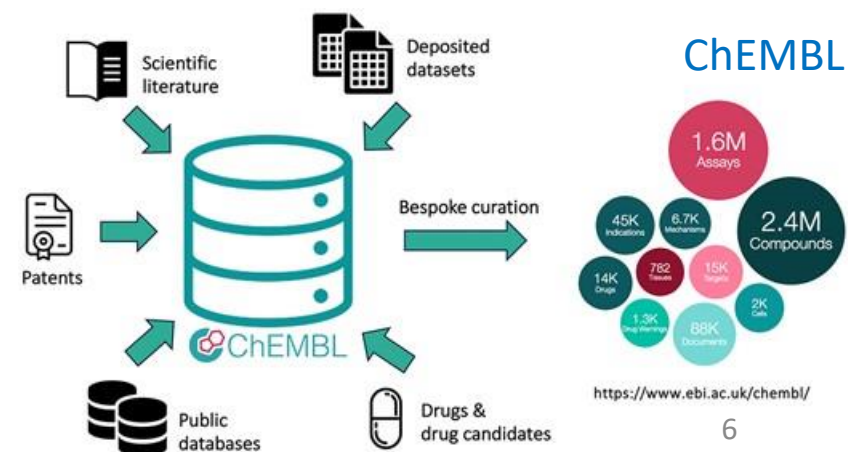 ChEMBL
Scientific
literature
Deposited
datasets
Patents
Bespoke curation
ChEMBL
Public
databases
Drugs &
drug candidates
1.6M
Assays
45K
Indications
6.7K
Mechanisms
2.4M
Compounds
14K
Drugs
782
Tissues
15K
Targets
2K
Cells
1.3K
Drug Warnings
88K
Documents
https://www.ebi.ac.uk/chembl/
6